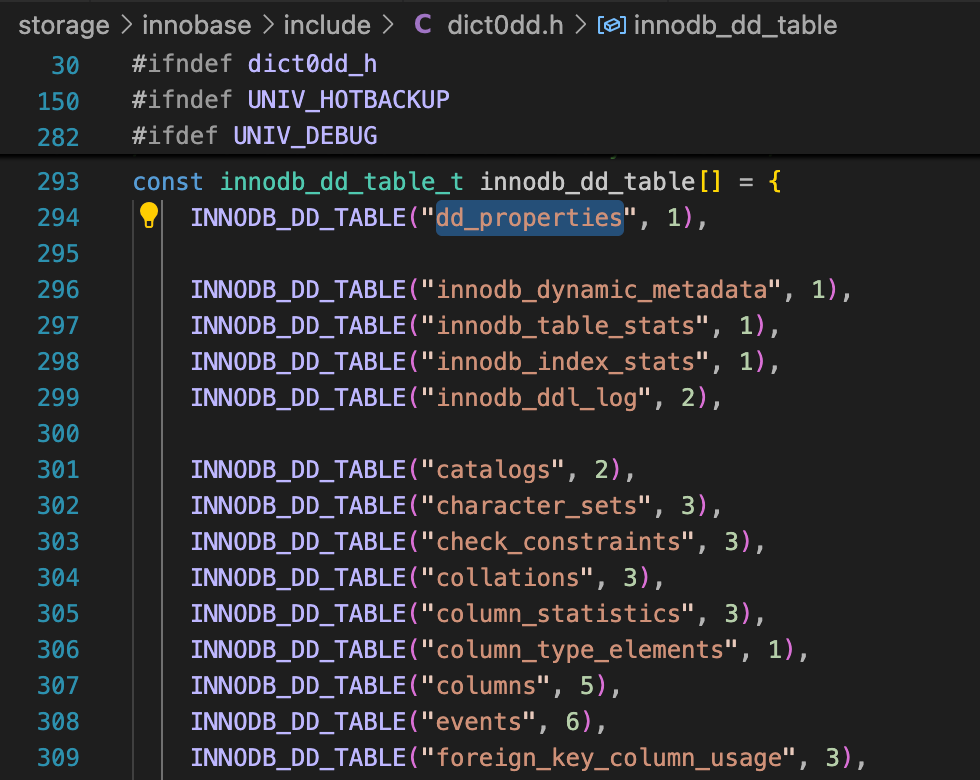 storage > innobase > include > C dict0dd.h > innodb_dd_table
30 #ifndef dict0dd_h
150 #ifndef UNIV_HOTBACKUP
282 #ifdef UNIV_DEBUG
293 const innodb_dd_table_t innodb_dd_table[] = {
294 INNODB_DD_TABLE("dd_properties", 1),
295
296 INNODB_DD_TABLE("innodb_dynamic_metadata", 1),
297 INNODB_DD_TABLE("innodb_table_stats", 1),
298 INNODB_DD_TABLE("innodb_index_stats", 1),
299 INNODB_DD_TABLE("innodb_ddl_log", 2),
300
301 INNODB_DD_TABLE("catalogs", 2),
302 INNODB_DD_TABLE("character_sets", 3),
303 INNODB_DD_TABLE("check_constraints", 3),
304 INNODB_DD_TABLE("collations", 3),
305 INNODB_DD_TABLE("column_statistics", 3),
306 INNODB_DD_TABLE("column_type_elements", 1),
307 INNODB_DD_TABLE("columns", 5),
308 INNODB_DD_TABLE("events", 6),
309 INNODB_DD_TABLE("foreign_key_column_usage", 3),